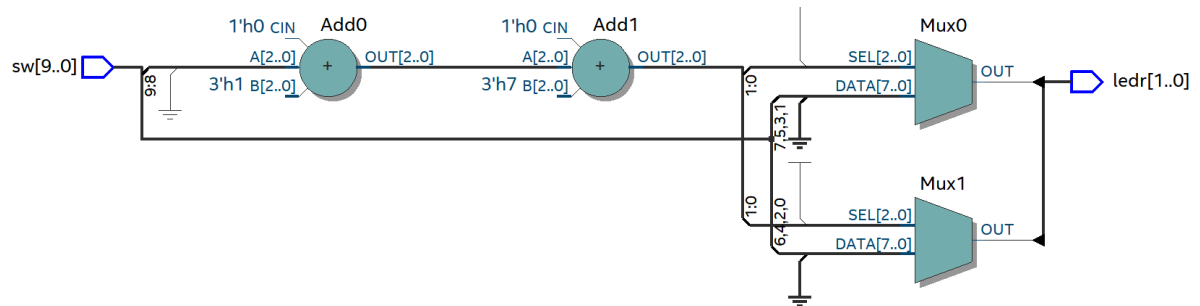 1'h0 CIN
Add0
1'h0 CIN
Add1
Mux0
sw[9..0]
9:8
A[2..0]
+
OUT[2..0]
3'h1 B[2..0]
A[2..0]
+
OUT[2..0]
3'h7 B[2..0]
1:0
SEL[2..0]
DATA[7..0]
OUT
ledr[1..0]
7,5,3,1
Mux1
1:0
6,4,2,0
SEL[2..0]
DATA[7..0]
OUT